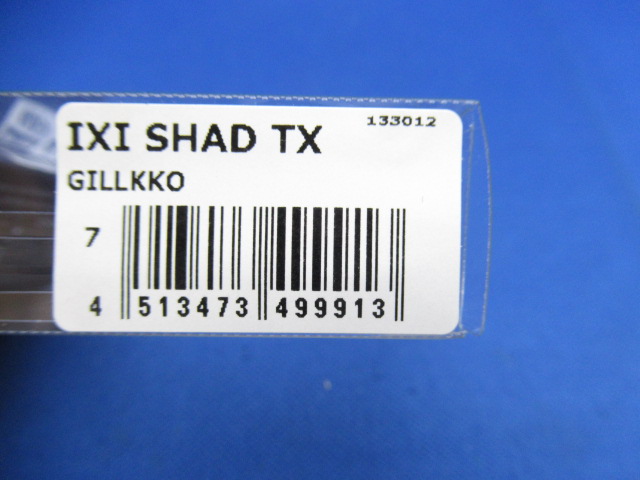 IXI SHAD TX
133012
GILLKKO
7
4 513473 499913